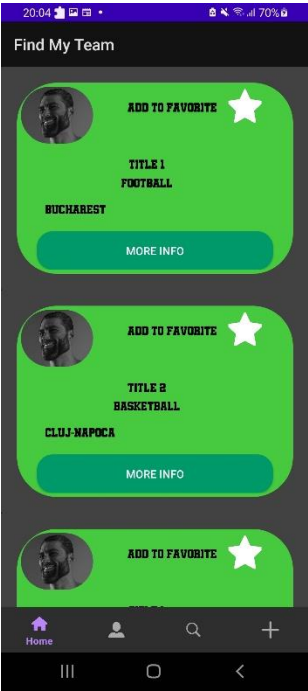 20:04 70%
Find My Team
ADD TO FAVORITE
TITLE 1
FOOTBALL
BUCHAREST
MORE INFO
ADD TO FAVORITE
TITLE 2
BASKETBALL
CLUJ-NAPOCA
MORE INFO
ADD TO FAVORITE
Home